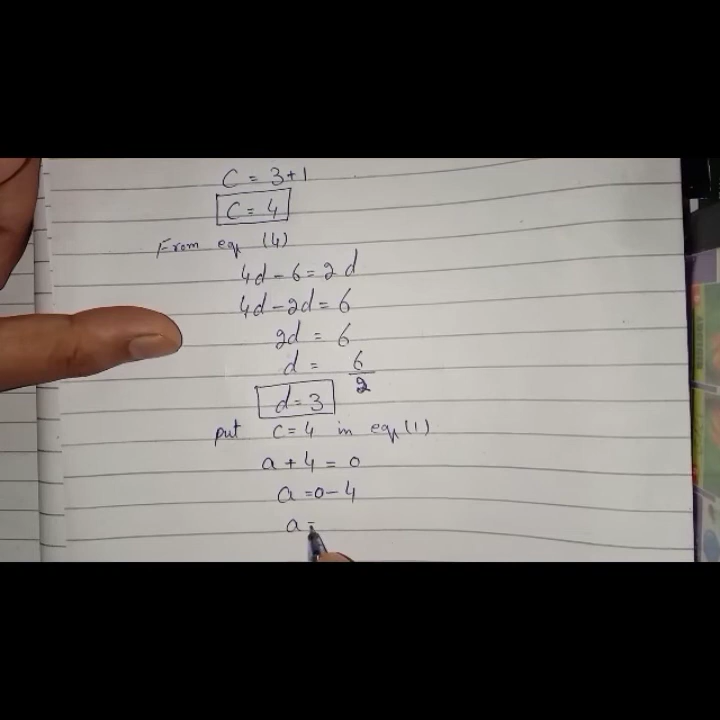 C = 3+1
C = 4
From eq (4)
4d - 6 = 2d
4d - 2d = 6
2d = 6
d = 6/2
d = 3
put c = 4 in eq (1)
a + 4 = 0
a = 0 - 4
a =